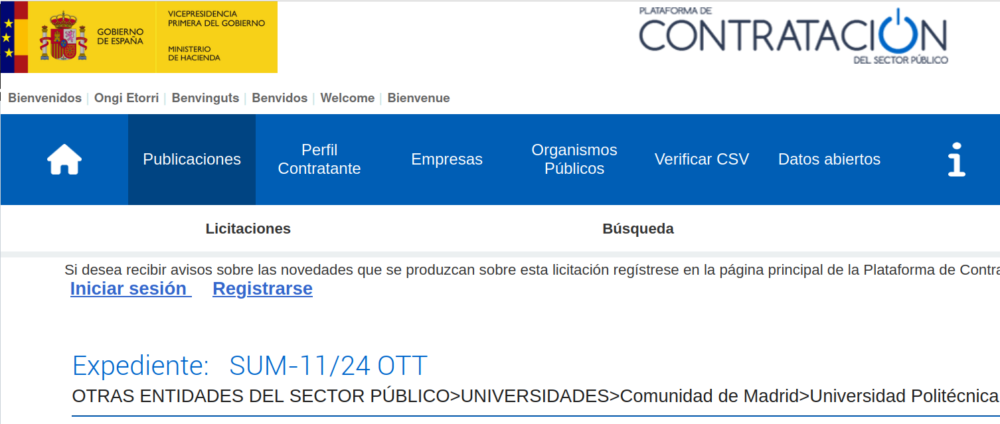 GOBIERNO
DE ESPAÑA
VICEPRESIDENCIA
PRIMERA DEL GOBIERNO
MINISTERIO
DE HACIENDA
PLATAFORMA DE
CONTRATACIÓN
DEL SECTOR PÚBLICO
Bienvenidos | Ongi Etorri | Benvinguts | Benvidos | Welcome | Bienvenue
Publicaciones
Perfil
Contratante
Empresas
Organismos
Públicos
Verificar CSV
Datos abiertos
Licitaciones
Búsqueda
Si desea recibir avisos sobre las novedades que se produzcan sobre esta licitación regístrese en la página principal de la Plataforma de Contra
Iniciar sesión Registrarse
Expediente: SUM-11/24 OTT
OTRAS ENTIDADES DEL SECTOR PÚBLICO>UNIVERSIDADES>Comunidad de Madrid>Universidad Politécnica